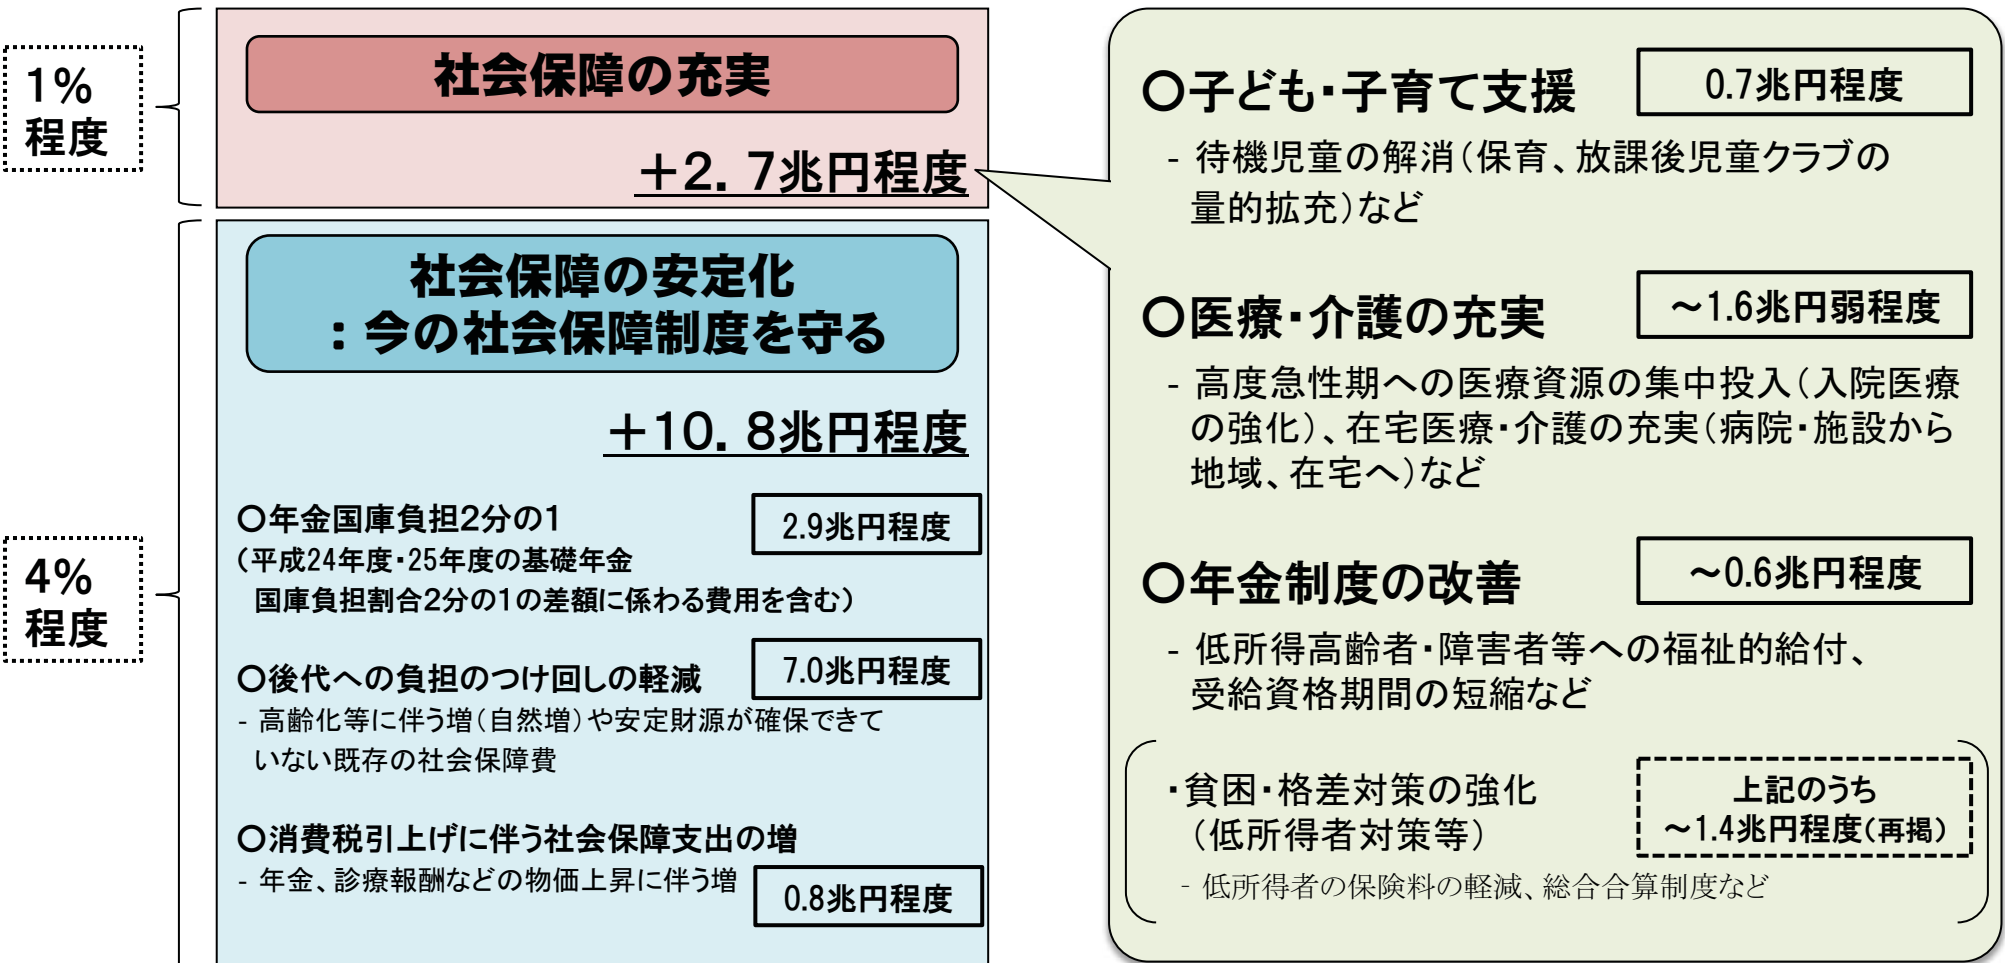 1%
程度
社会保障の充実
+2.7兆円程度
4%
程度
社会保障の安定化
:今の社会保障制度を守る
+10.8兆円程度
○年金国庫負担2分の1
2.9兆円程度
(平成24年度・25年度の基礎年金
国庫負担割合2分の1の差額に係わる費用を含む)
○後代への負担のつけ回しの軽減
7.0兆円程度
- 高齢化等に伴う増(自然増)や安定財源が確保できて
いない既存の社会保障費
○消費税引上げに伴う社会保障支出の増
- 年金、診療報酬などの物価上昇に伴う増
0.8兆円程度
○子ども・子育て支援
0.7兆円程度
- 待機児童の解消(保育、放課後児童クラブの
量的拡充)など
○医療・介護の充実
～1.6兆円弱程度
- 高度急性期への医療資源の集中投入(入院医療
の強化)、在宅医療・介護の充実(病院・施設から
地域、在宅へ)など
○年金制度の改善
～0.6兆円程度
- 低所得高齢者・障害者等への福祉的給付、
受給資格期間の短縮など
・貧困・格差対策の強化
(低所得者対策等)
上記のうち
～1.4兆円程度(再掲)
- 低所得者の保険料の軽減、総合合算制度など